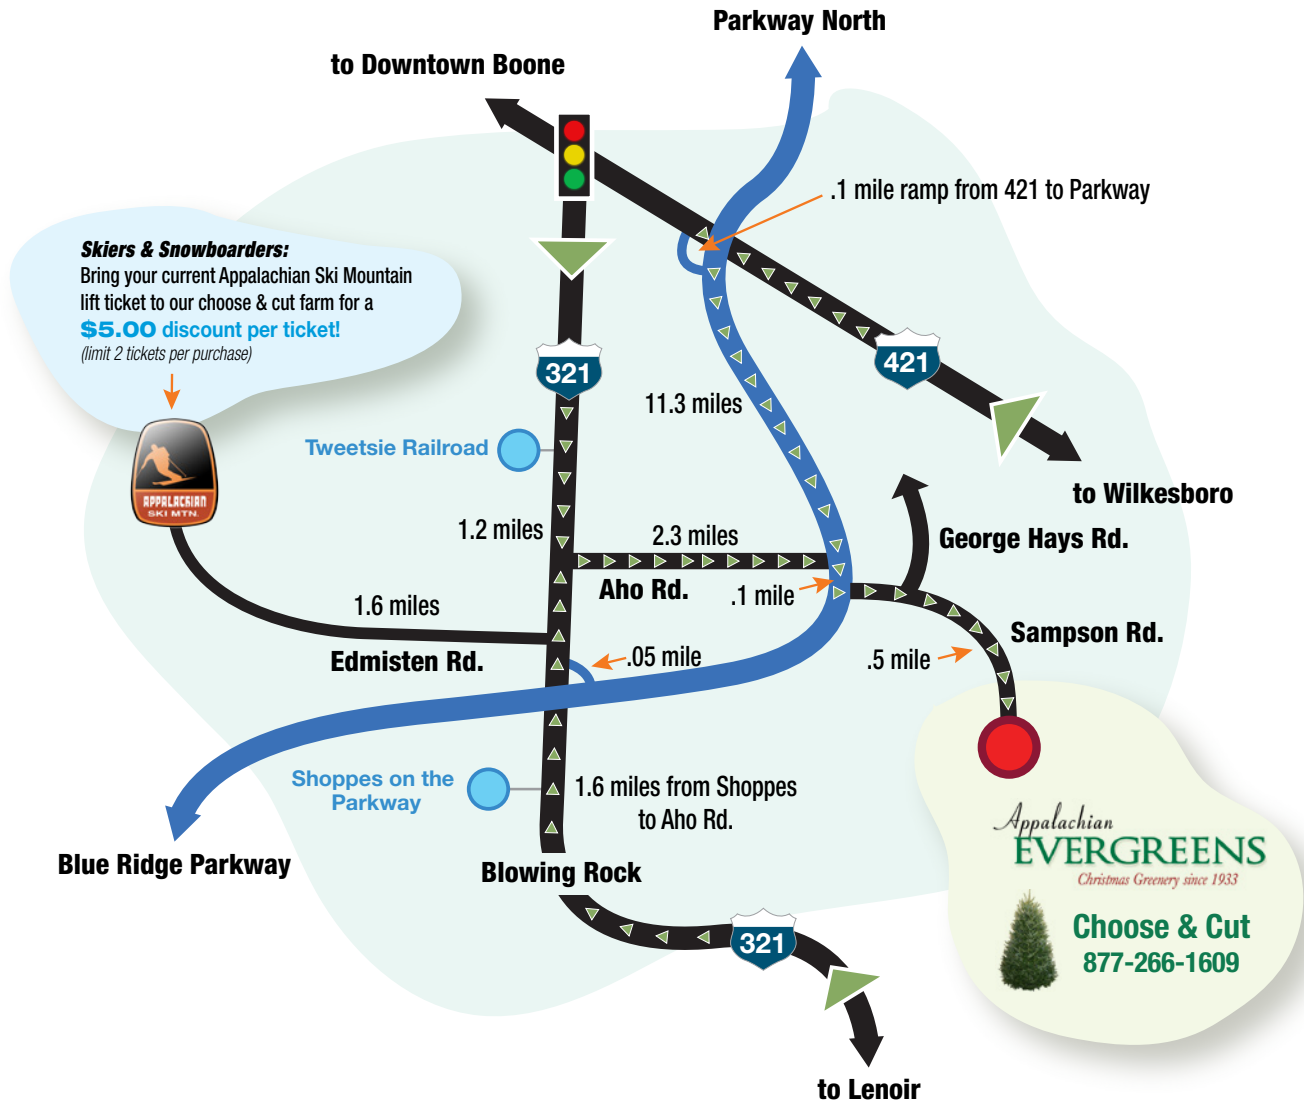 Parkway North
to Downtown Boone
.1 mile ramp from 421 to Parkway
Skiers & Snowboarders:
Bring your current Appalachian Ski Mountain
lift ticket to our choose & cut farm for a
$5.00 discount per ticket!
(limit 2 tickets per purchase)
321
421
11.3 miles
Tweetsie Railroad
APPALACHIAN
SKI MTN.
to Wilkesboro
1.2 miles
2.3 miles
George Hays Rd.
Aho Rd.
.1 mile
1.6 miles
Sampson Rd.
Edmisten Rd.
.05 mile
.5 mile
Shoppes on the
Parkway
1.6 miles from Shoppes
to Aho Rd.
Blue Ridge Parkway
Blowing Rock
Appalachian
EVERGREENS
Christmas Greenery since 1933
Choose & Cut
877-266-1609
321
to Lenoir